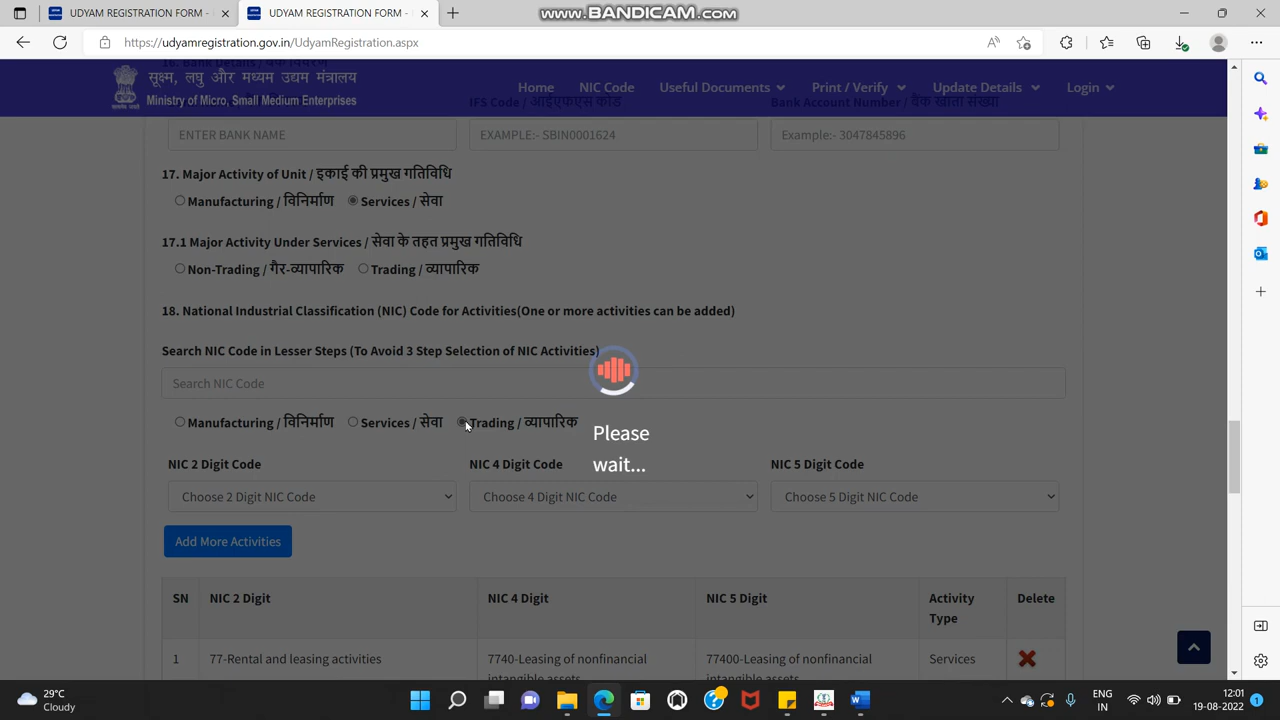 UDYAM REGISTRATION FORM -
UDYAM REGISTRATION FORM -
www.BANDICAM.com
https://udyamregistration.gov.in/UdyamRegistration.aspx
16. Bank Details / बैंक विवरण
सूक्ष्म, लघु और मध्यम उद्यम मंत्रालय
Ministry of Micro, Small Medium Enterprises
Home NIC Code Useful Documents Print / Verify Update Details Login
IFS Code / आईएफएस कोड Bank Account Number / बैंक खाता संख्या
ENTER BANK NAME EXAMPLE:- SBIN0001624 Example:- 3047845896
17. Major Activity of Unit / इकाई की प्रमुख गतिविधि
Manufacturing / विनिर्माण Services / सेवा
17.1 Major Activity Under Services / सेवा के तहत प्रमुख गतिविधि
Non-Trading / गैर-व्यापारिक Trading / व्यापारिक
18. National Industrial Classification (NIC) Code for Activities(One or more activities can be added)
Search NIC Code in Lesser Steps (To Avoid 3 Step Selection of NIC Activities)
Search NIC Code
Manufacturing / विनिर्माण Services / सेवा Trading / व्यापारिक
Please
wait...
NIC 2 Digit Code NIC 4 Digit Code NIC 5 Digit Code
Choose 2 Digit NIC Code Choose 4 Digit NIC Code Choose 5 Digit NIC Code
Add More Activities
SN NIC 2 Digit NIC 4 Digit NIC 5 Digit Activity Type Delete
1 77-Rental and leasing activities 7740-Leasing of nonfinancial intangible assets 77400-Leasing of nonfinancial intangible assets Services
29°C
Cloudy
ENG
IN
12:01
19-08-2022